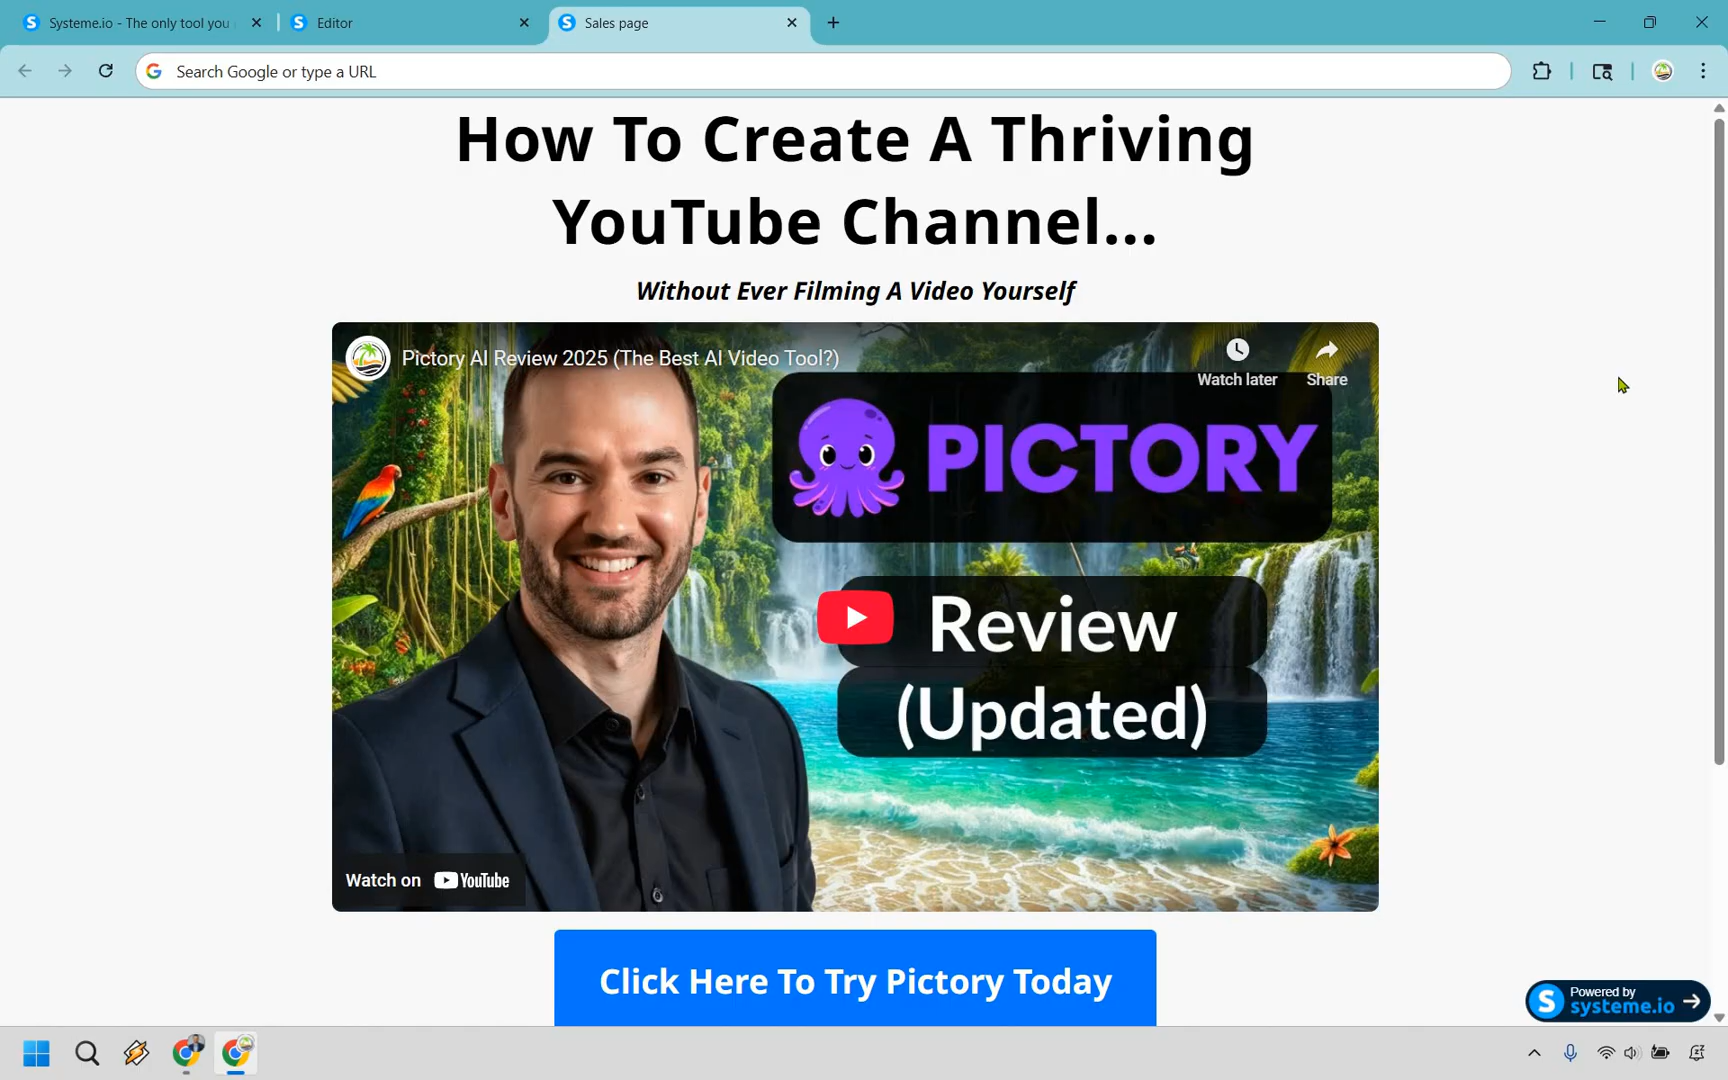 Systeme.io - The only tool you
Editor
Sales page
Search Google or type a URL
How To Create A Thriving
YouTube Channel...
Without Ever Filming A Video Yourself
Pictory AI Review 2025 (The Best AI Video Tool?)
Watch later
Share
PICTORY
Review
(Updated)
Watch on YouTube
Click Here To Try Pictory Today
Powered by
systeme.io